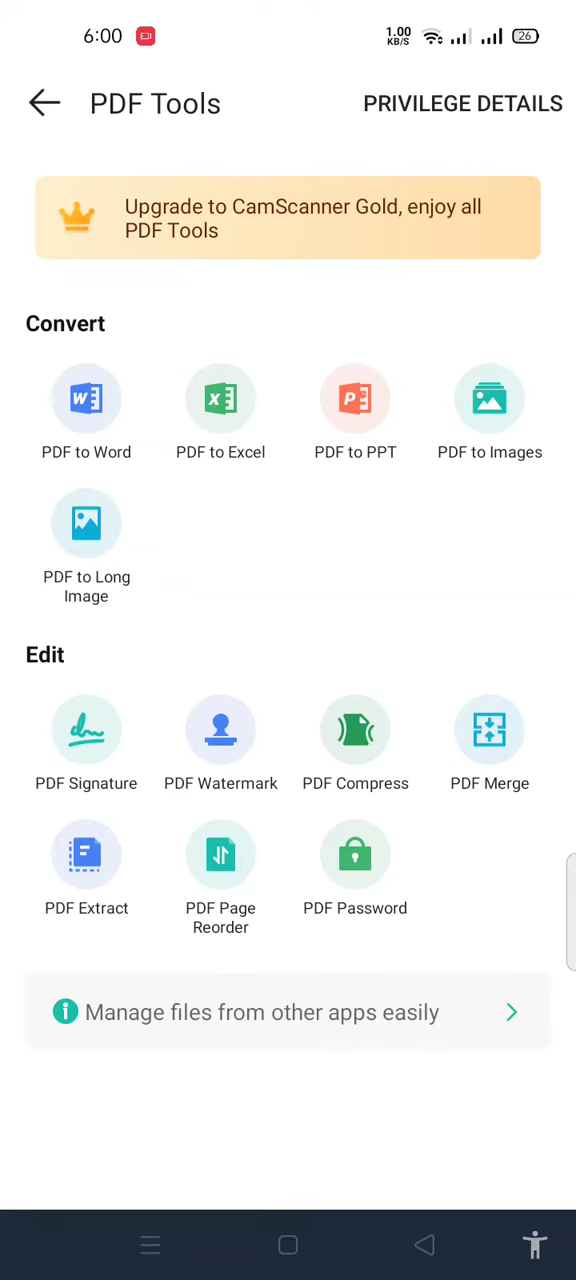 6:00
1.00
KB/S
26
PDF Tools
PRIVILEGE DETAILS
Upgrade to CamScanner Gold, enjoy all
PDF Tools
Convert
W
X
P
PDF to Word
PDF to Excel
PDF to PPT
PDF to Images
PDF to Long
Image
Edit
PDF Signature
PDF Watermark
PDF Compress
PDF Merge
PDF Extract
PDF Page
Reorder
PDF Password
Manage files from other apps easily